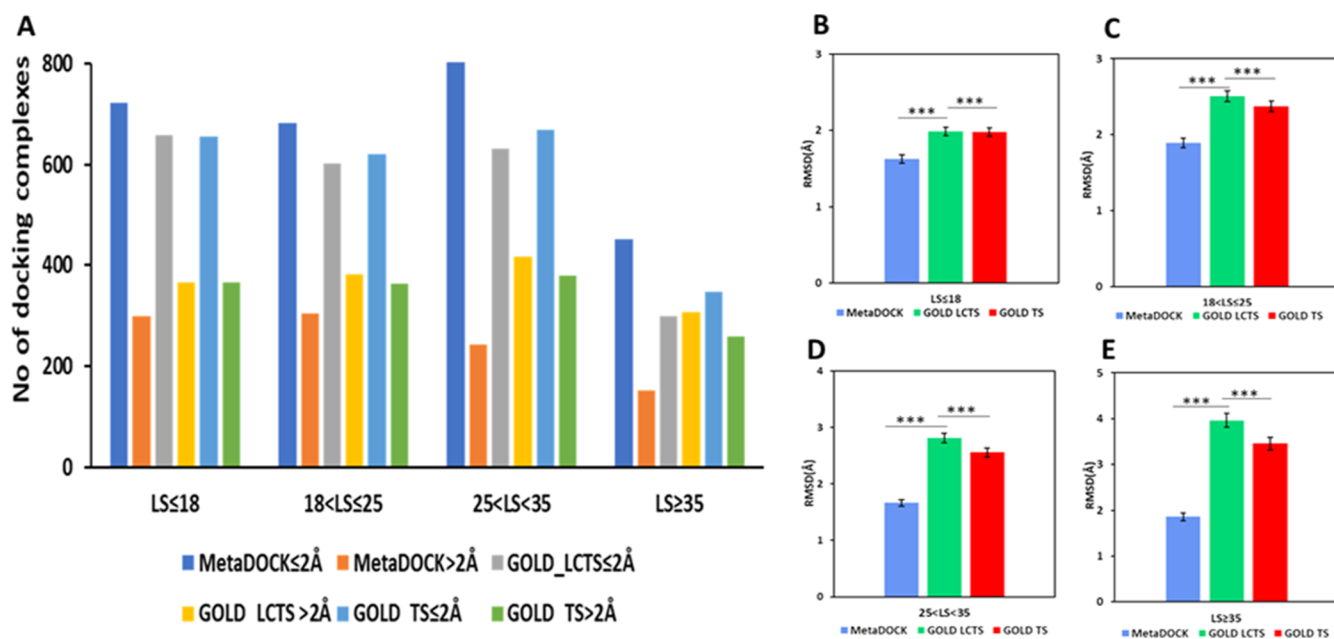 A
No of docking complexes
800
600
400
200
0
LS≤18
18<LS≤25
25<LS<35
LS≥35
MetaDOCK≤2Å
MetaDOCK>2Å
GOLD_LCTS≤2Å
GOLD LCTS >2Å
GOLD TS≤2Å
GOLD TS>2Å
B
RMSD(Å)
3
2
1
0
***
***
LS≤18
MetaDOCK GOLD LCTS GOLD TS
C
RMSD(Å)
3
2
1
0
***
***
18<LS≤25
MetaDOCK GOLD LCTS GOLD TS
D
RMSD(Å)
4
3
2
1
0
***
***
25<LS<35
MetaDOCK GOLD LCTS GOLD TS
E
RMSD(Å)
5
4
3
2
1
0
***
***
LS≥35
MetaDOCK GOLD LCTS GOLD TS